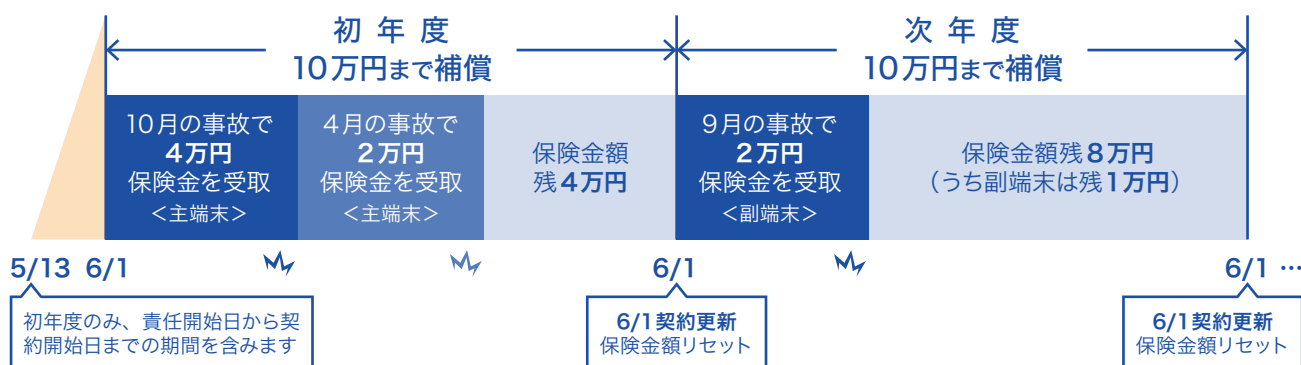 初年度
10万円まで補償
次年度
10万円まで補償
10月の事故で
4万円
保険金を受取
＜主端末＞
4月の事故で
2万円
保険金を受取
＜主端末＞
保険金額
残4万円
9月の事故で
2万円
保険金を受取
＜副端末＞
保険金額残8万円
（うち副端末は残1万円）
5/13 6/1
6/1
6/1 …
初年度のみ、責任開始日から契
約開始日までの期間を含みます
6/1契約更新
保険金額リセット
6/1契約更新
保険金額リセット